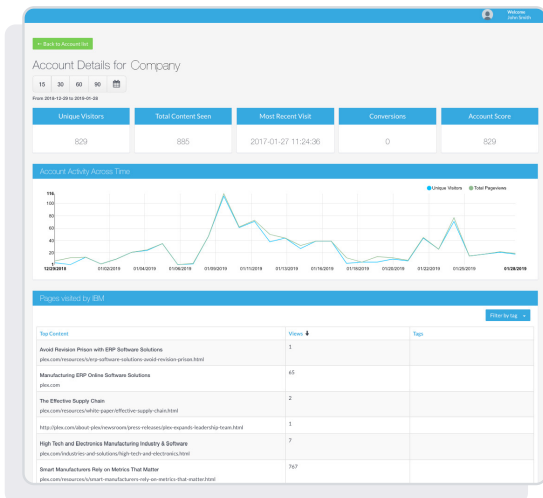 Welcome
John Smith
← Back to Account list
Account Details for Company
15 30 60 90
From 2018-12-28 to 2019-01-28
Unique Visitors Total Content Seen Most Recent Visit Conversions Account Score
829 885 2017-01-27 11:24:36 0 829
Account Activity Across Time
Unique Visitors Total Pageviews
116
100
80
60
40
20
1
12/29/2018 01/02/2019 01/04/2019 01/06/2019 01/09/2019 01/11/2019 01/13/2019 01/16/2019 01/18/2019 01/20/2019 01/22/2019 01/25/2019 01/28/2019
Pages visited by IBM
Filter by tag
Top Content Views Tags
Avoid Revision Prison with ERP Software Solutions 1
plex.com/resources/s/erp-software-solutions-avoid-revision-prison.html
Manufacturing ERP Online Software Solutions 65
plex.com
The Effective Supply Chain 2
plex.com/resources/white-paper/effective-supply-chain.html
http://plex.com/about-plex/newsroom/press-releases/plex-expands-leadership-team.html 1
High Tech and Electronics Manufacturing Industry & Software 7
plex.com/industries-and-solutions/high-tech-and-electronics.html
Smart Manufacturers Rely on Metrics That Matter 767
plex.com/resources/s/smart-manufacturers-rely-on-metrics-that-matter.html